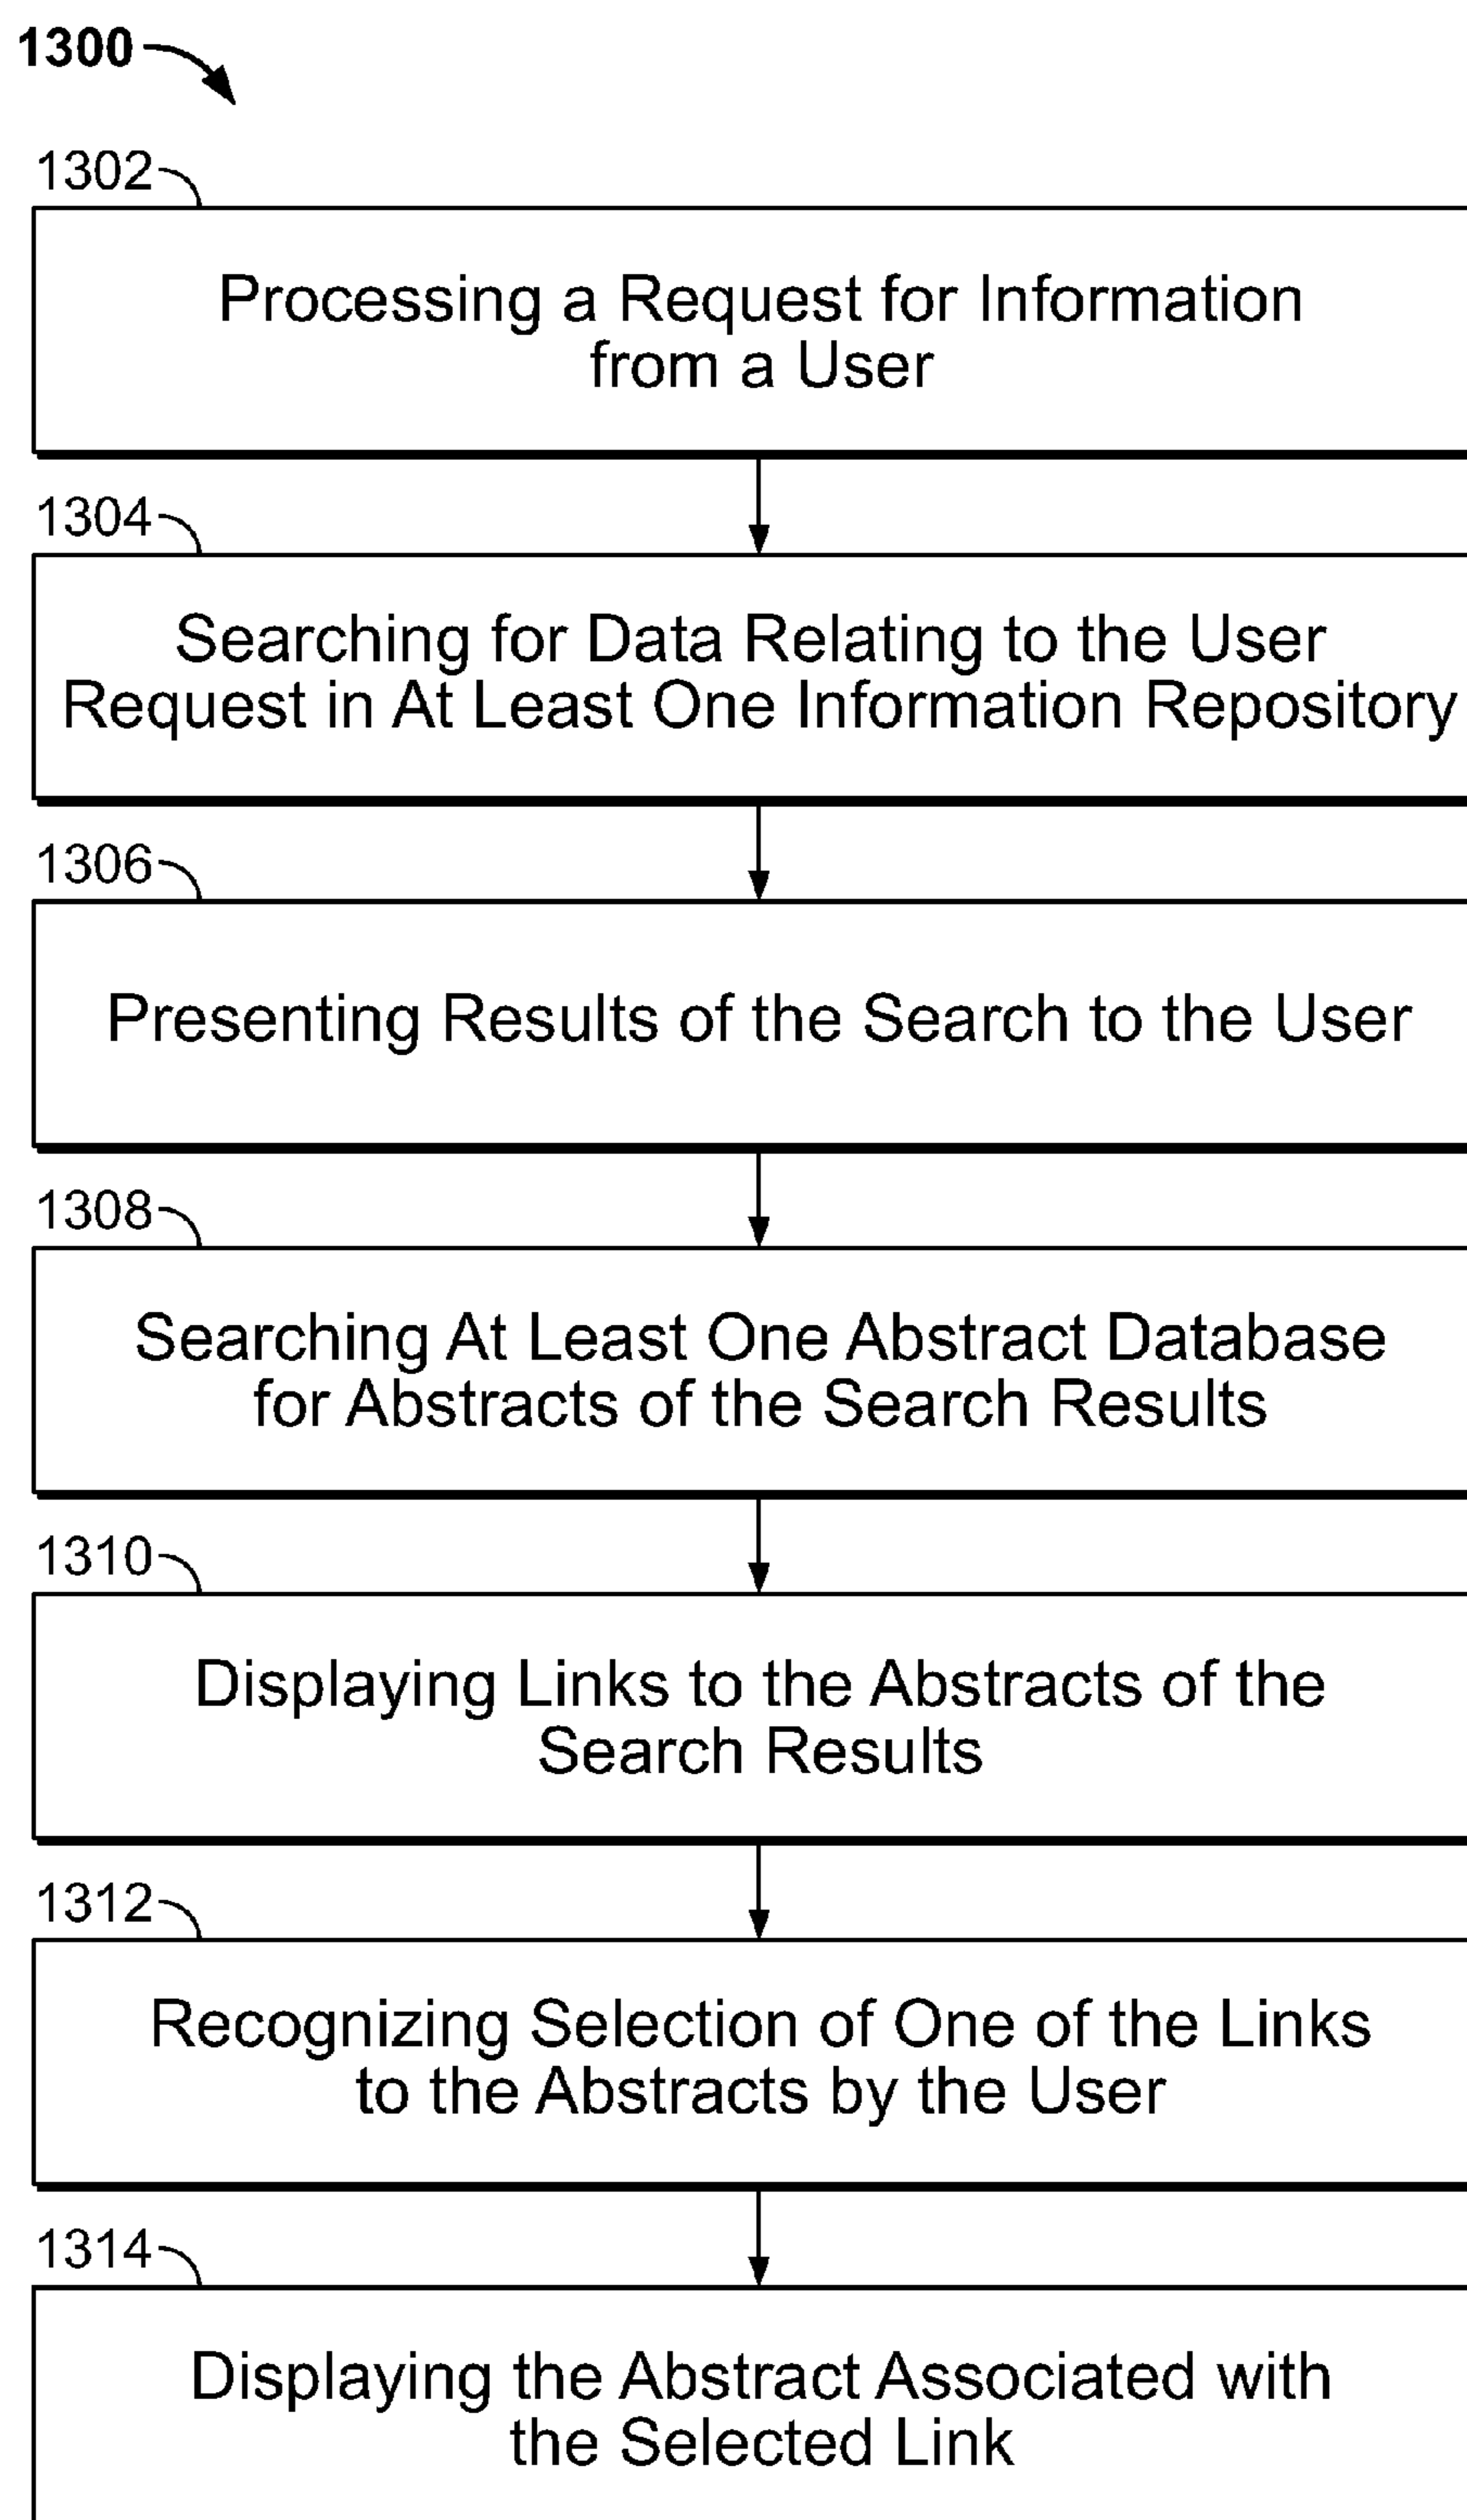 1300
1302
Processing a Request for Information
from a User
1304
Searching for Data Relating to the User
Request in At Least One Information Repository
1306
Presenting Results of the Search to the User
1308
Searching At Least One Abstract Database
for Abstracts of the Search Results
1310
Displaying Links to the Abstracts of the
Search Results
1312
Recognizing Selection of One of the Links
to the Abstracts by the User
1314
Displaying the Abstract Associated with
the Selected Link